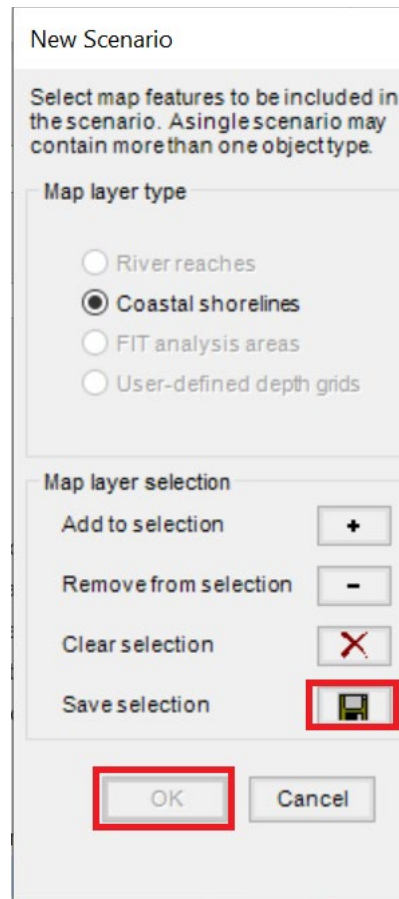 New Scenario
Select map features to be included in
the scenario. Asingle scenario may
contain more than one object type.
Map layer type
River reaches
Coastal shorelines
FIT analysis areas
User-defined depth grids
Map layer selection
Add to selection +
Remove from selection -
Clear selection
Save selection
OK Cancel